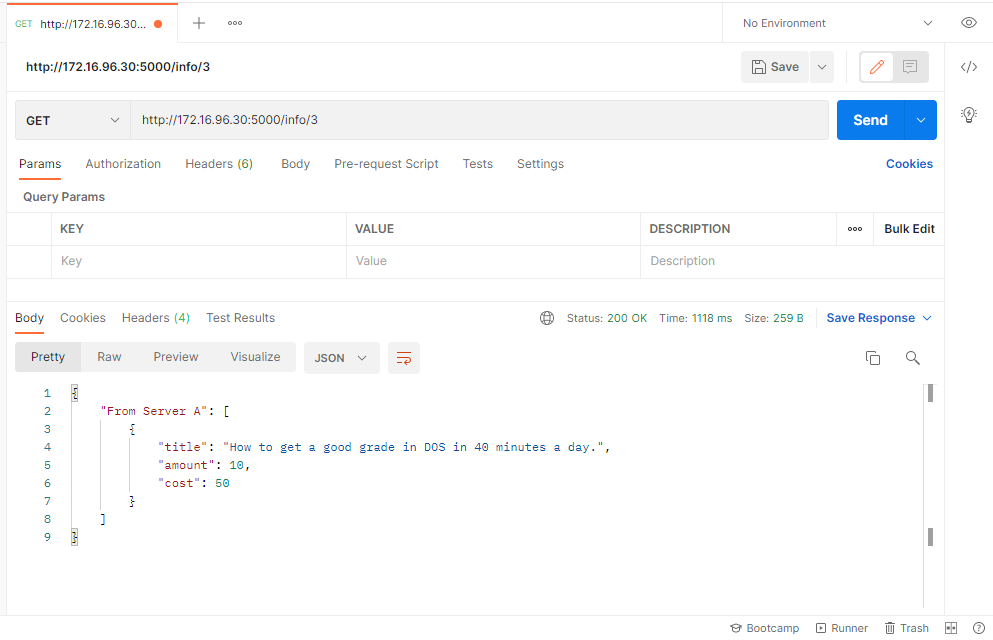 GET http://172.16.96.30... No Environment
http://172.16.96.30:5000/info/3 Save
GET http://172.16.96.30:5000/info/3 Send
Params Authorization Headers (6) Body Pre-request Script Tests Settings Cookies
Query Params
KEY VALUE DESCRIPTION Bulk Edit
Key Value Description
Body Cookies Headers (4) Test Results Status: 200 OK Time: 1118 ms Size: 259 B Save Response
Pretty Raw Preview Visualize JSON
1 {
2 "From Server A": [
3 {
4 "title": "How to get a good grade in DOS in 40 minutes a day.",
5 "amount": 10,
6 "cost": 50
7 }
8 ]
9 }
Bootcamp Runner Trash